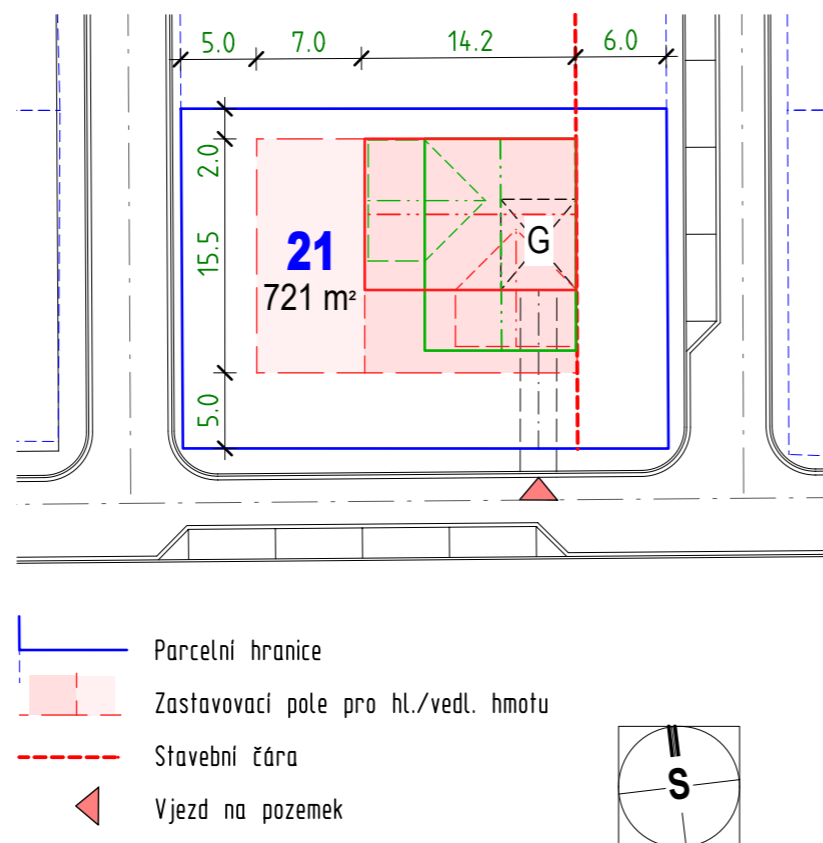 5.0 7.0 14.2 6.0
2.0
15.5
5.0
21
721 m²
G
Parcelní hranice
Zastavovací pole pro hl./vedl. hmotu
Stavební čára
Vjezd na pozemek
S